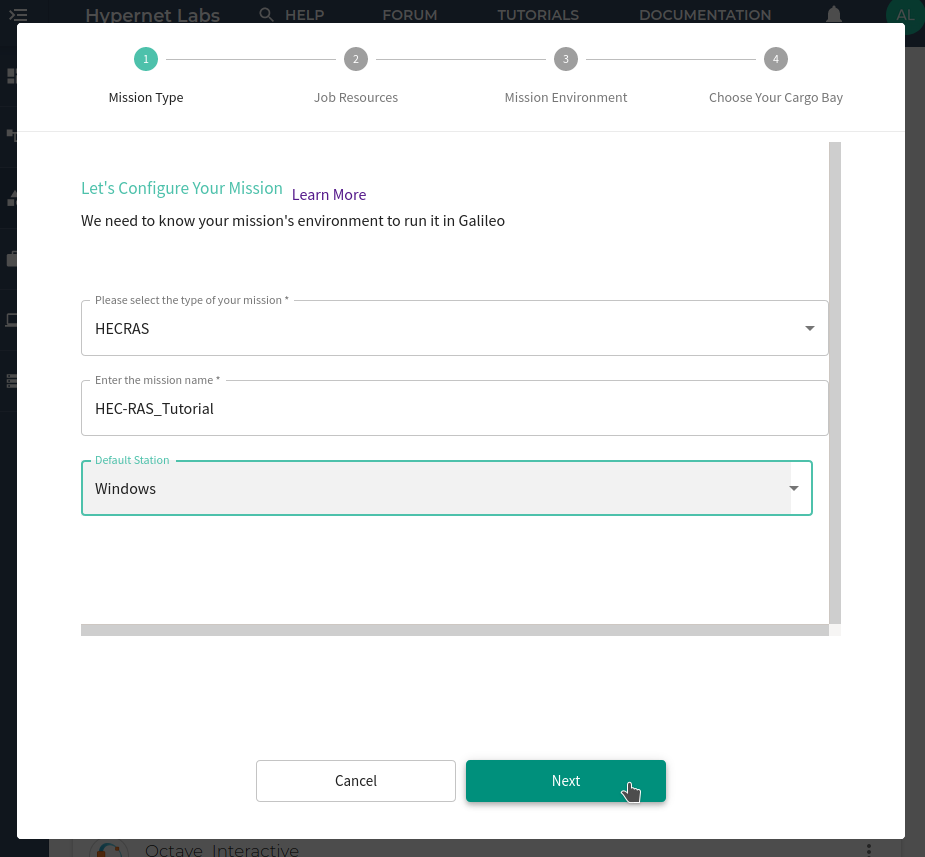 Hypernet Labs HELP FORUM TUTORIALS DOCUMENTATION AL
1 2 3 4
Mission Type Job Resources Mission Environment Choose Your Cargo Bay
Let's Configure Your Mission Learn More
We need to know your mission's environment to run it in Galileo
Please select the type of your mission *
HECRAS
Enter the mission name *
HEC-RAS_Tutorial
Default Station
Windows
Cancel Next
Octave Interactive